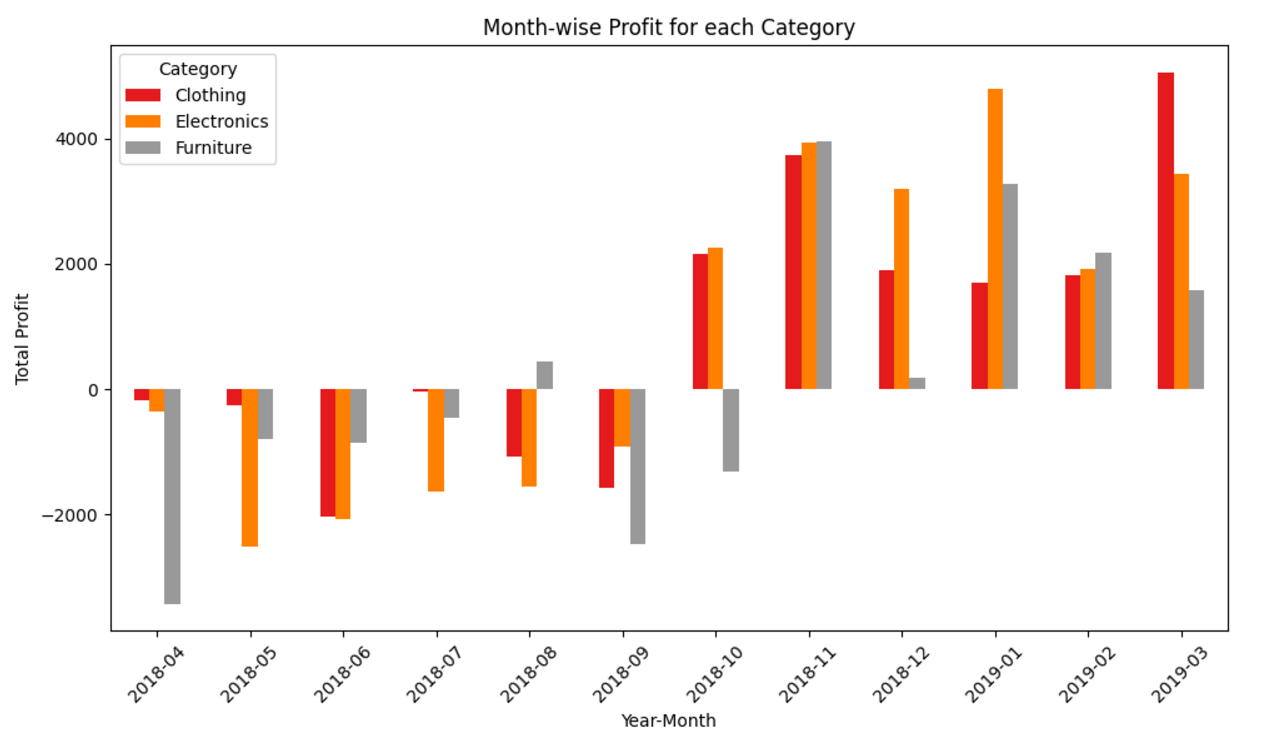 Month-wise Profit for each Category
Category
Clothing
Electronics
Furniture
4000
2000
0
−2000
Total Profit
2018-04
2018-05
2018-06
2018-07
2018-08
2018-09
2018-10
2018-11
2018-12
2019-01
2019-02
2019-03
Year-Month